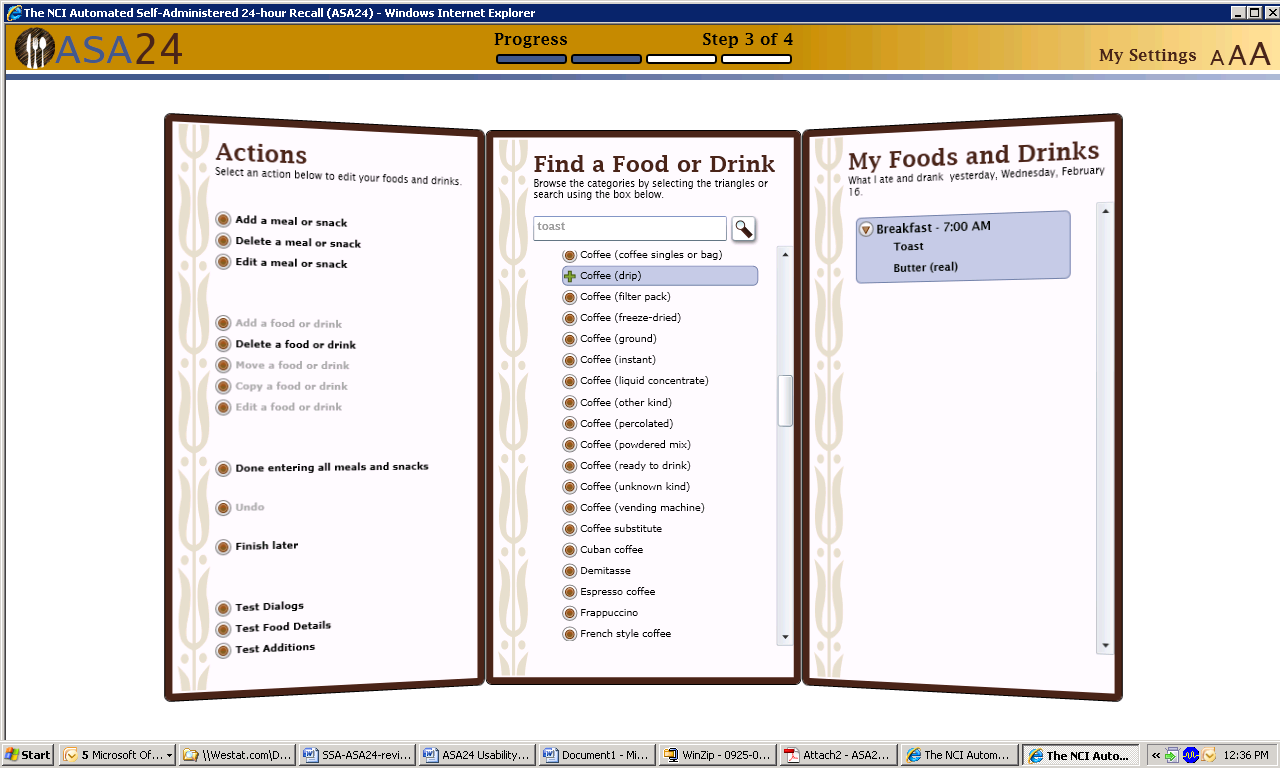 The NCI Automated Self-Administered 24-hour Recall (ASA24) - Windows Internet Explorer
ASA24
Progress
Step 3 of 4
My Settings A A A
Actions
Select an action below to edit your foods and drinks.
Add a meal or snack
Delete a meal or snack
Edit a meal or snack
Add a food or drink
Delete a food or drink
Move a food or drink
Copy a food or drink
Edit a food or drink
Done entering all meals and snacks
Undo
Finish later
Test Dialogs
Test Food Details
Test Additions
Find a Food or Drink
Browse the categories by selecting the triangles or
search using the box below.
toast
Coffee (coffee singles or bag)
Coffee (drip)
Coffee (filter pack)
Coffee (freeze-dried)
Coffee (ground)
Coffee (instant)
Coffee (liquid concentrate)
Coffee (other kind)
Coffee (percolated)
Coffee (powdered mix)
Coffee (ready to drink)
Coffee (unknown kind)
Coffee (vending machine)
Coffee substitute
Cuban coffee
Demitasse
Espresso coffee
Frappuccino
French style coffee
My Foods and Drinks
What I ate and drank yesterday, Wednesday, February
16.
Breakfast - 7:00 AM
Toast
Butter (real)
Start
5 Microsoft Of...
\\Westat.com\D...
SSA-ASA24-revi...
ASA24 Usability...
Document1 - Mi...
WinZip - 0925-0...
Attach2 - ASA2...
The NCI Autom...
The NCI Auto...
12:36 PM